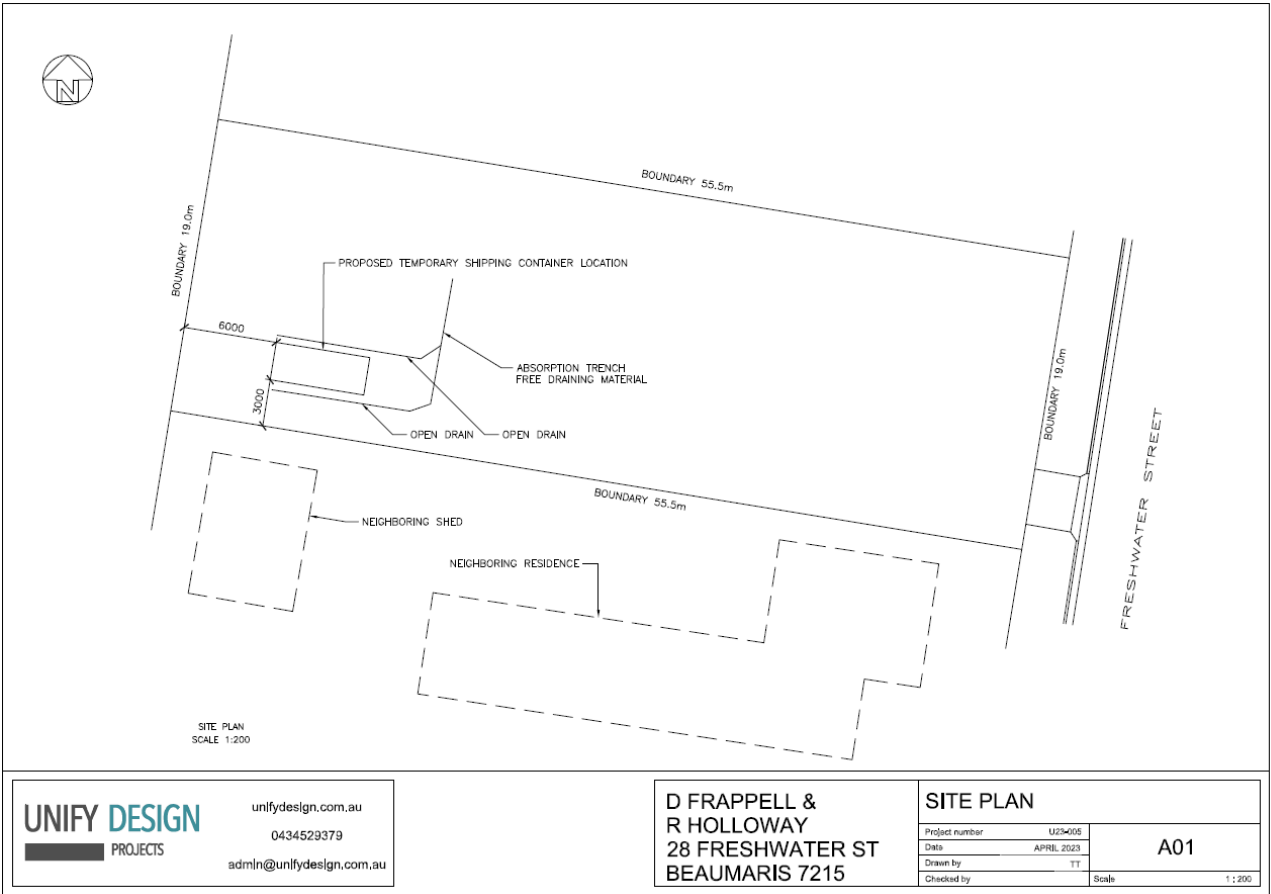 N
BOUNDARY 55.5m
BOUNDARY 19.0m
PROPOSED TEMPORARY SHIPPING CONTAINER LOCATION
6000
ABSORPTION TRENCH
FREE DRAINING MATERIAL
3000
OPEN DRAIN
OPEN DRAIN
BOUNDARY 19.0m
FRESHWATER STREET
BOUNDARY 55.5m
NEIGHBORING SHED
NEIGHBORING RESIDENCE
SITE PLAN
SCALE 1:200
UNIFY DESIGN
PROJECTS
unifydesign.com.au
0434529379
admin@unifydesign.com.au
D FRAPPELL &
R HOLLOWAY
28 FRESHWATER ST
BEAUMARIS 7215
SITE PLAN
Project number U23-005
Date APRIL 2023
Drawn by TT
Checked by
A01
Scale 1 : 200